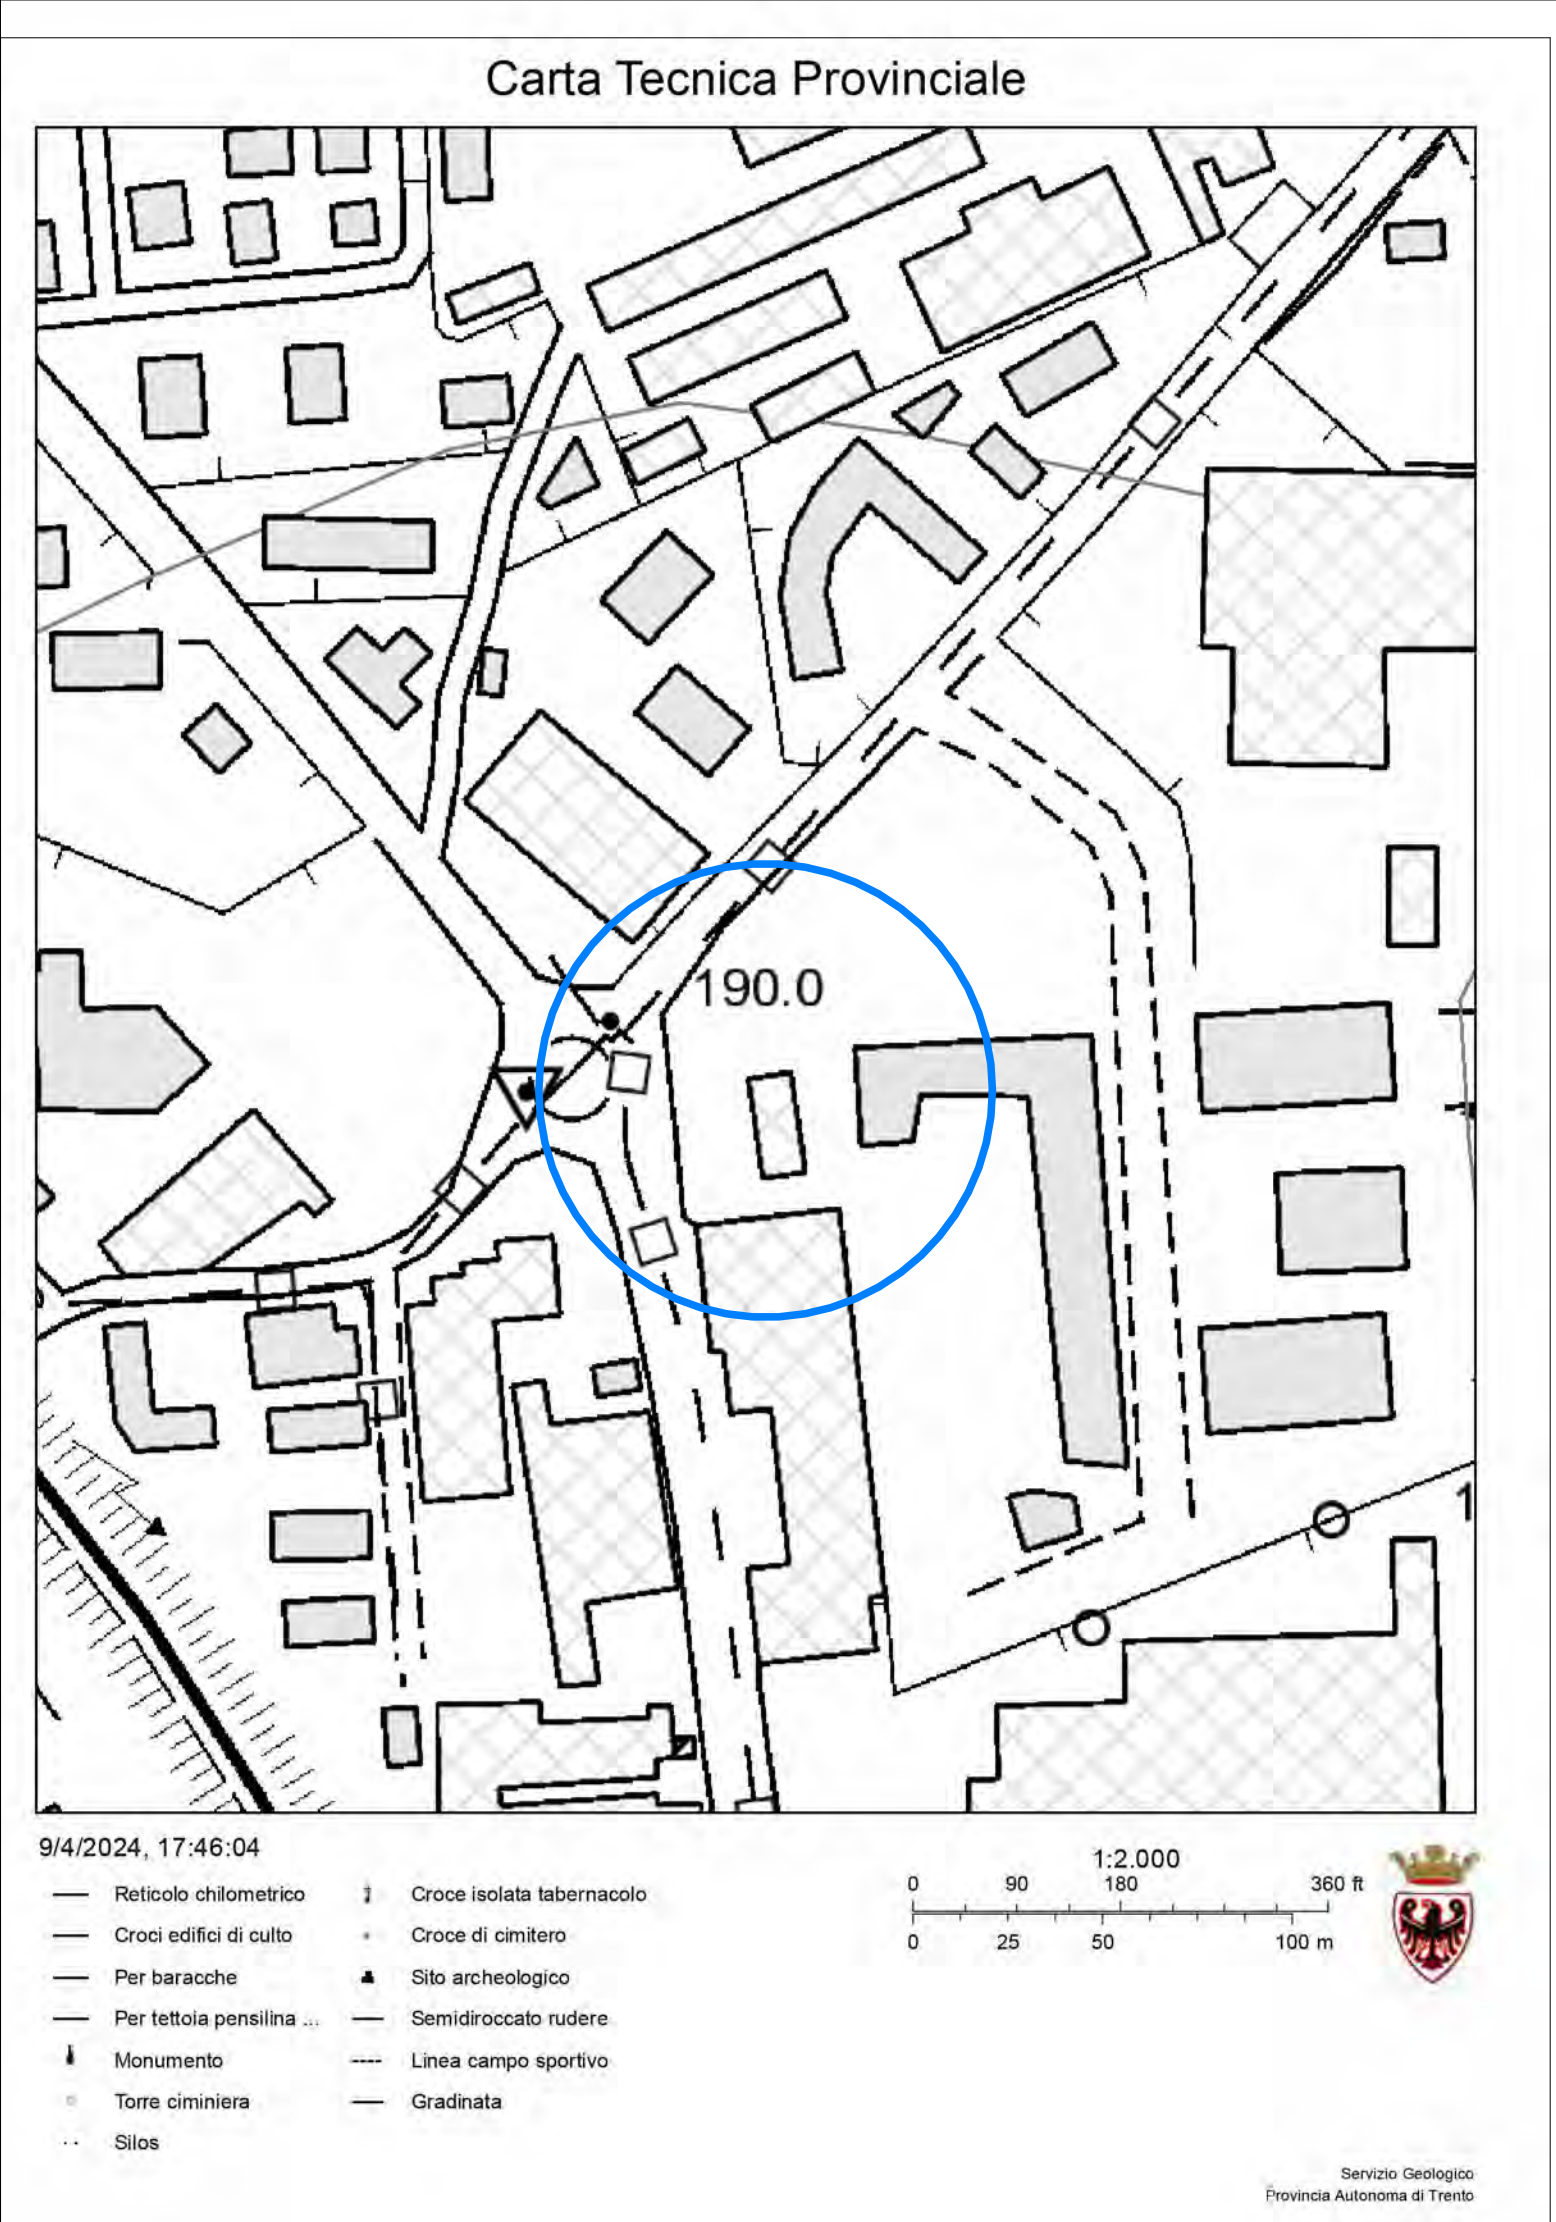 Carta Tecnica Provinciale
190.0
1
9/4/2024, 17:46:04
Reticolo chilometrico
Croci edifici di culto
Per baracche
Per tettoia pensilina ...
Monumento
Torre ciminiera
Silos
Croce isolata tabernacolo
Croce di cimitero
Sito archeologico
Semidiroccato rudere
Linea campo sportivo
Gradinata
1:2.000
0 90 180 360 ft
0 25 50 100 m
Servizio Geologico
Provincia Autonoma di Trento